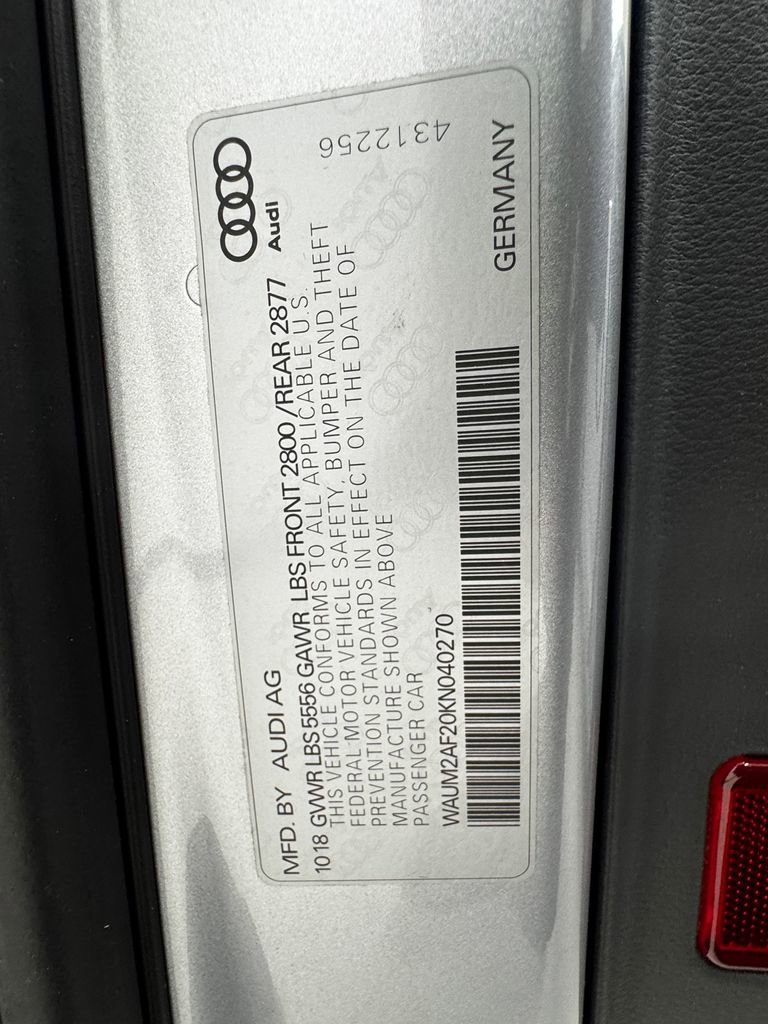 Audi
MFD. BY AUDI AG
1018 GVWR LBS 5556 GAWR LBS FRONT 2800 /REAR 2877
THIS VEHICLE CONFORMS TO ALL APPLICABLE U.S.
FEDERAL MOTOR VEHICLE SAFETY, BUMPER AND THEFT
PREVENTION STANDARDS IN EFFECT ON THE DATE OF
MANUFACTURE SHOWN ABOVE
PASSENGER CAR
WAUM2AF20KN040270
GERMANY
4312256